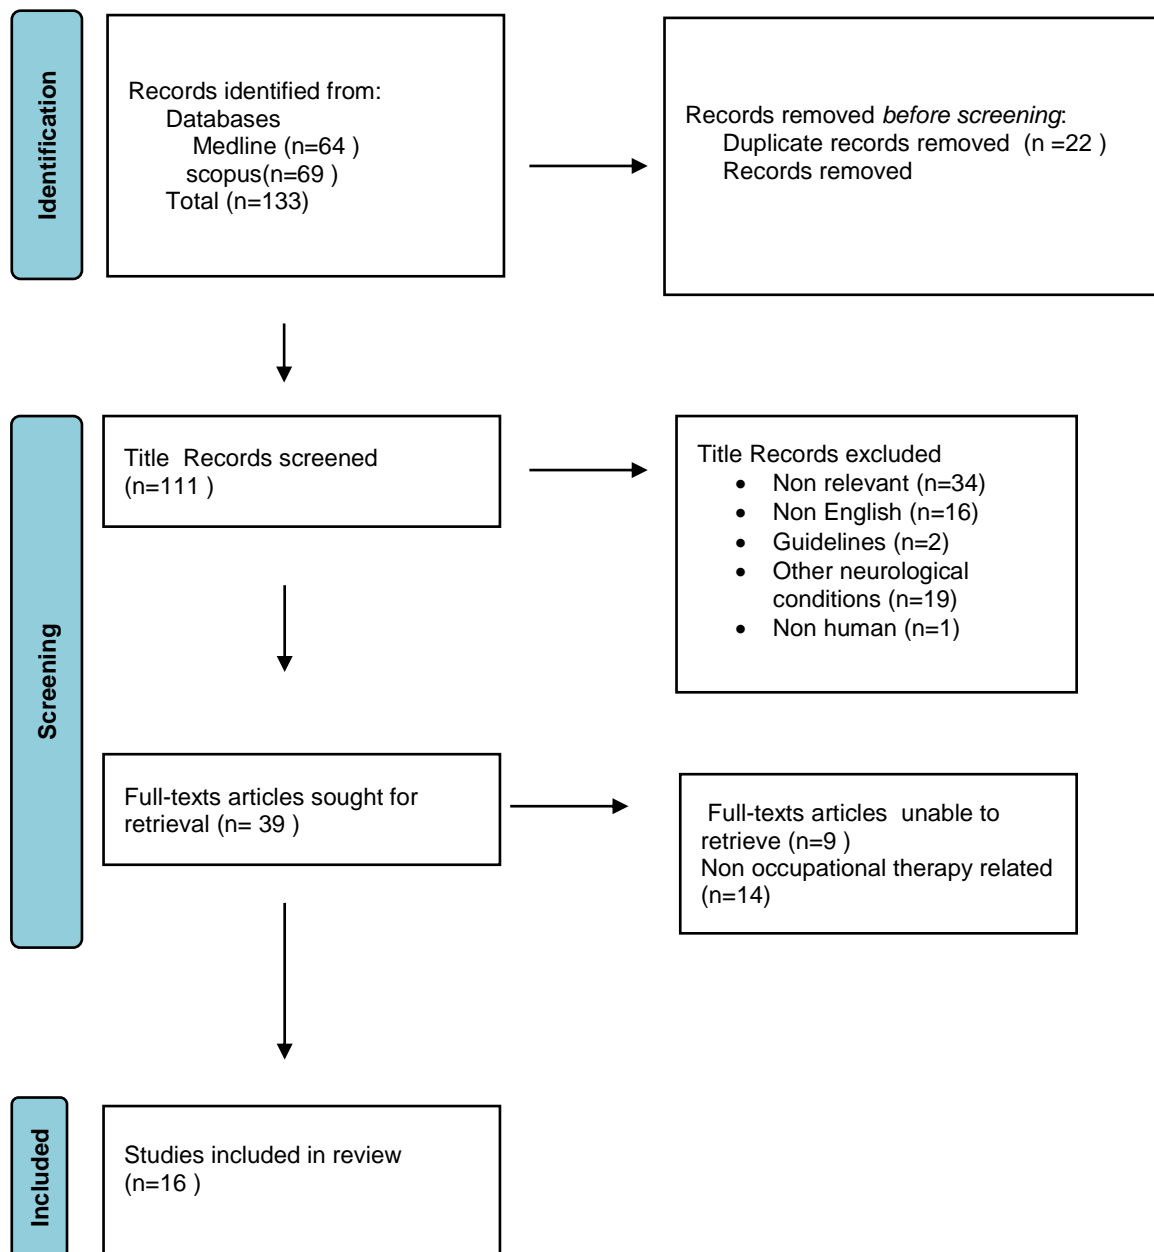 Identification
Records identified from:
Databases
Medline (n=64 )
scopus(n=69 )
Total (n=133)
Records removed before screening:
Duplicate records removed (n =22 )
Records removed
Screening
Title Records screened
(n=111 )
Title Records excluded
• Non relevant (n=34)
• Non English (n=16)
• Guidelines (n=2)
• Other neurological
conditions (n=19)
• Non human (n=1)
Full-texts articles sought for
retrieval (n= 39 )
Full-texts articles unable to
retrieve (n=9 )
Non occupational therapy related
(n=14)
Included
Studies included in review
(n=16 )